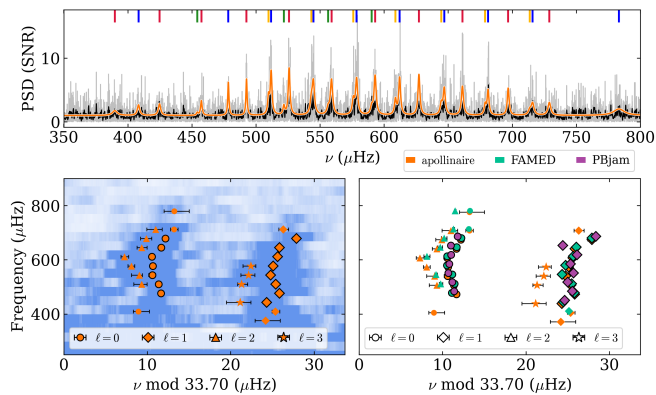 PSD (SNR)
10
0
350 400 450 500 550 600 650 700 750 800
ν (μHz)
apollinaire FAMED PBjam
Frequency (μHz)
800
600
400
ℓ = 0 ℓ = 1 ℓ = 2 ℓ = 3
0 10 20 30
ν mod 33.70 (μHz)
ℓ = 0 ℓ = 1 ℓ = 2 ℓ = 3
0 10 20 30
ν mod 33.70 (μHz)